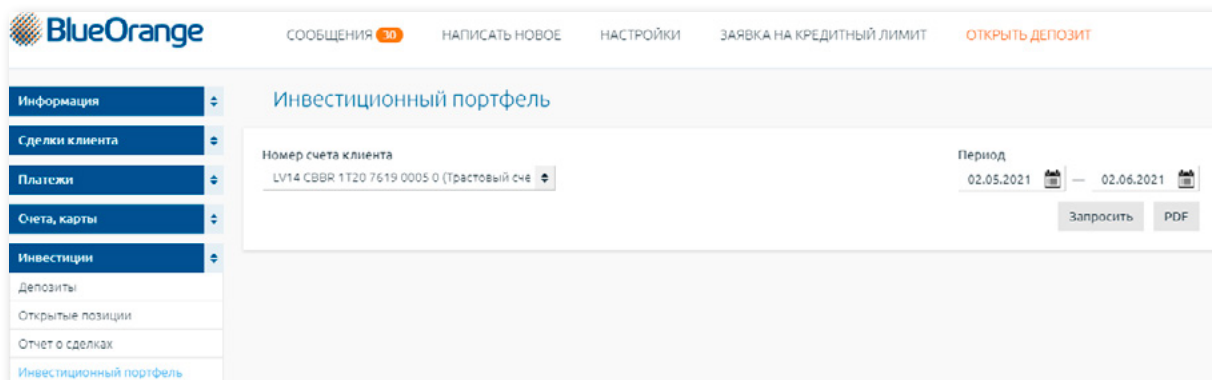 BlueOrange
СООБЩЕНИЯ 30 НАПИСАТЬ НОВОЕ НАСТРОЙКИ ЗАЯВКА НА КРЕДИТНЫЙ ЛИМИТ ОТКРЫТЬ ДЕПОЗИТ
Информация
Сделки клиента
Платежи
Счета, карты
Инвестиции
Депозиты
Открытые позиции
Отчет о сделках
Инвестиционный портфель
Инвестиционный портфель
Номер счета клиента
LV14 CBBR 1T20 7619 0005 0 (Трастовый сче
Период
02.05.2021 — 02.06.2021
Запросить PDF